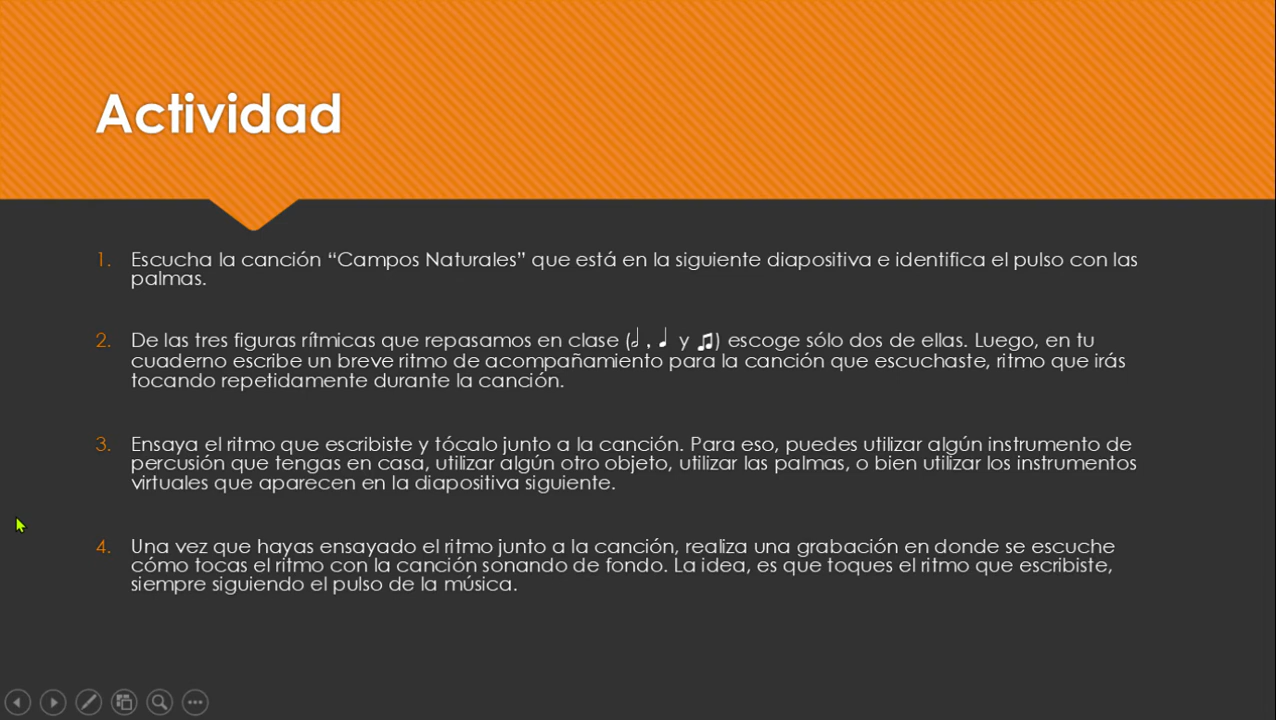 Actividad
1. Escucha la canción “Campos Naturales” que está en la siguiente diapositiva e identifica el pulso con las
palmas.
2. De las tres figuras rítmicas que repasamos en clase (𝅗𝅥 , ♩ y ♫) escoge sólo dos de ellas. Luego, en tu
cuaderno escribe un breve ritmo de acompañamiento para la canción que escuchaste, ritmo que irás
tocando repetidamente durante la canción.
3. Ensaya el ritmo que escribiste y tócalo junto a la canción. Para eso, puedes utilizar algún instrumento de
percusión que tengas en casa, utilizar algún otro objeto, utilizar las palmas, o bien utilizar los instrumentos
virtuales que aparecen en la diapositiva siguiente.
4. Una vez que hayas ensayado el ritmo junto a la canción, realiza una grabación en donde se escuche
cómo tocas el ritmo con la canción sonando de fondo. La idea, es que toques el ritmo que escribiste,
siempre siguiendo el pulso de la música.